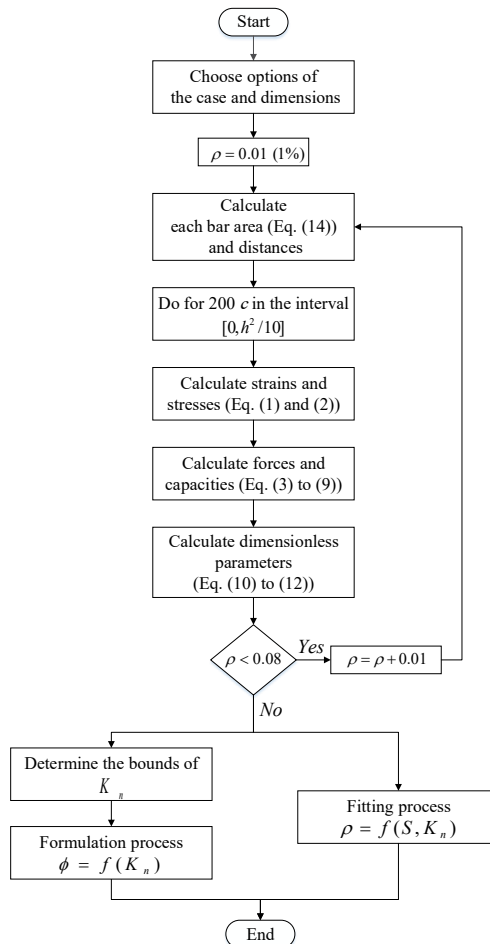 Start
Choose options of
the case and dimensions
ρ = 0.01 (1%)
Calculate
each bar area (Eq. (14))
and distances
Do for 200 c in the interval
[0, h² /10]
Calculate strains and
stresses (Eq. (1) and (2))
Calculate forces and
capacities (Eq. (3) to (9))
Calculate dimensionless
parameters
(Eq. (10) to (12))
ρ < 0.08
Yes
ρ = ρ + 0.01
No
Determine the bounds of
K n
Formulation process
ϕ = f (K n)
Fitting process
ρ = f (S, K n)
End